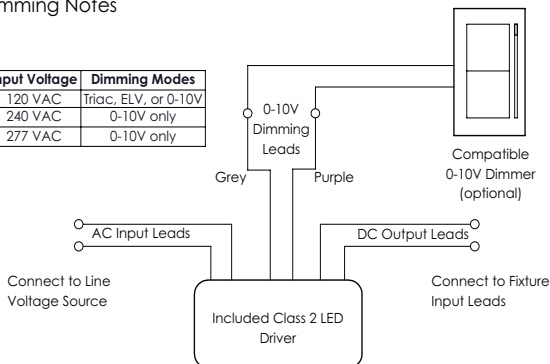 mming Notes
put Voltage Dimming Modes
120 VAC Triac, ELV, or 0-10V
240 VAC 0-10V only
277 VAC 0-10V only
0-10V
Dimming
Leads
Grey
Purple
Compatible
0-10V Dimmer
(optional)
AC Input Leads
DC Output Leads
Connect to Line
Voltage Source
Connect to Fixture
Input Leads
Included Class 2 LED
Driver